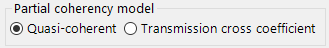 Partial coherency model
Quasi-coherent Transmission cross coefficient